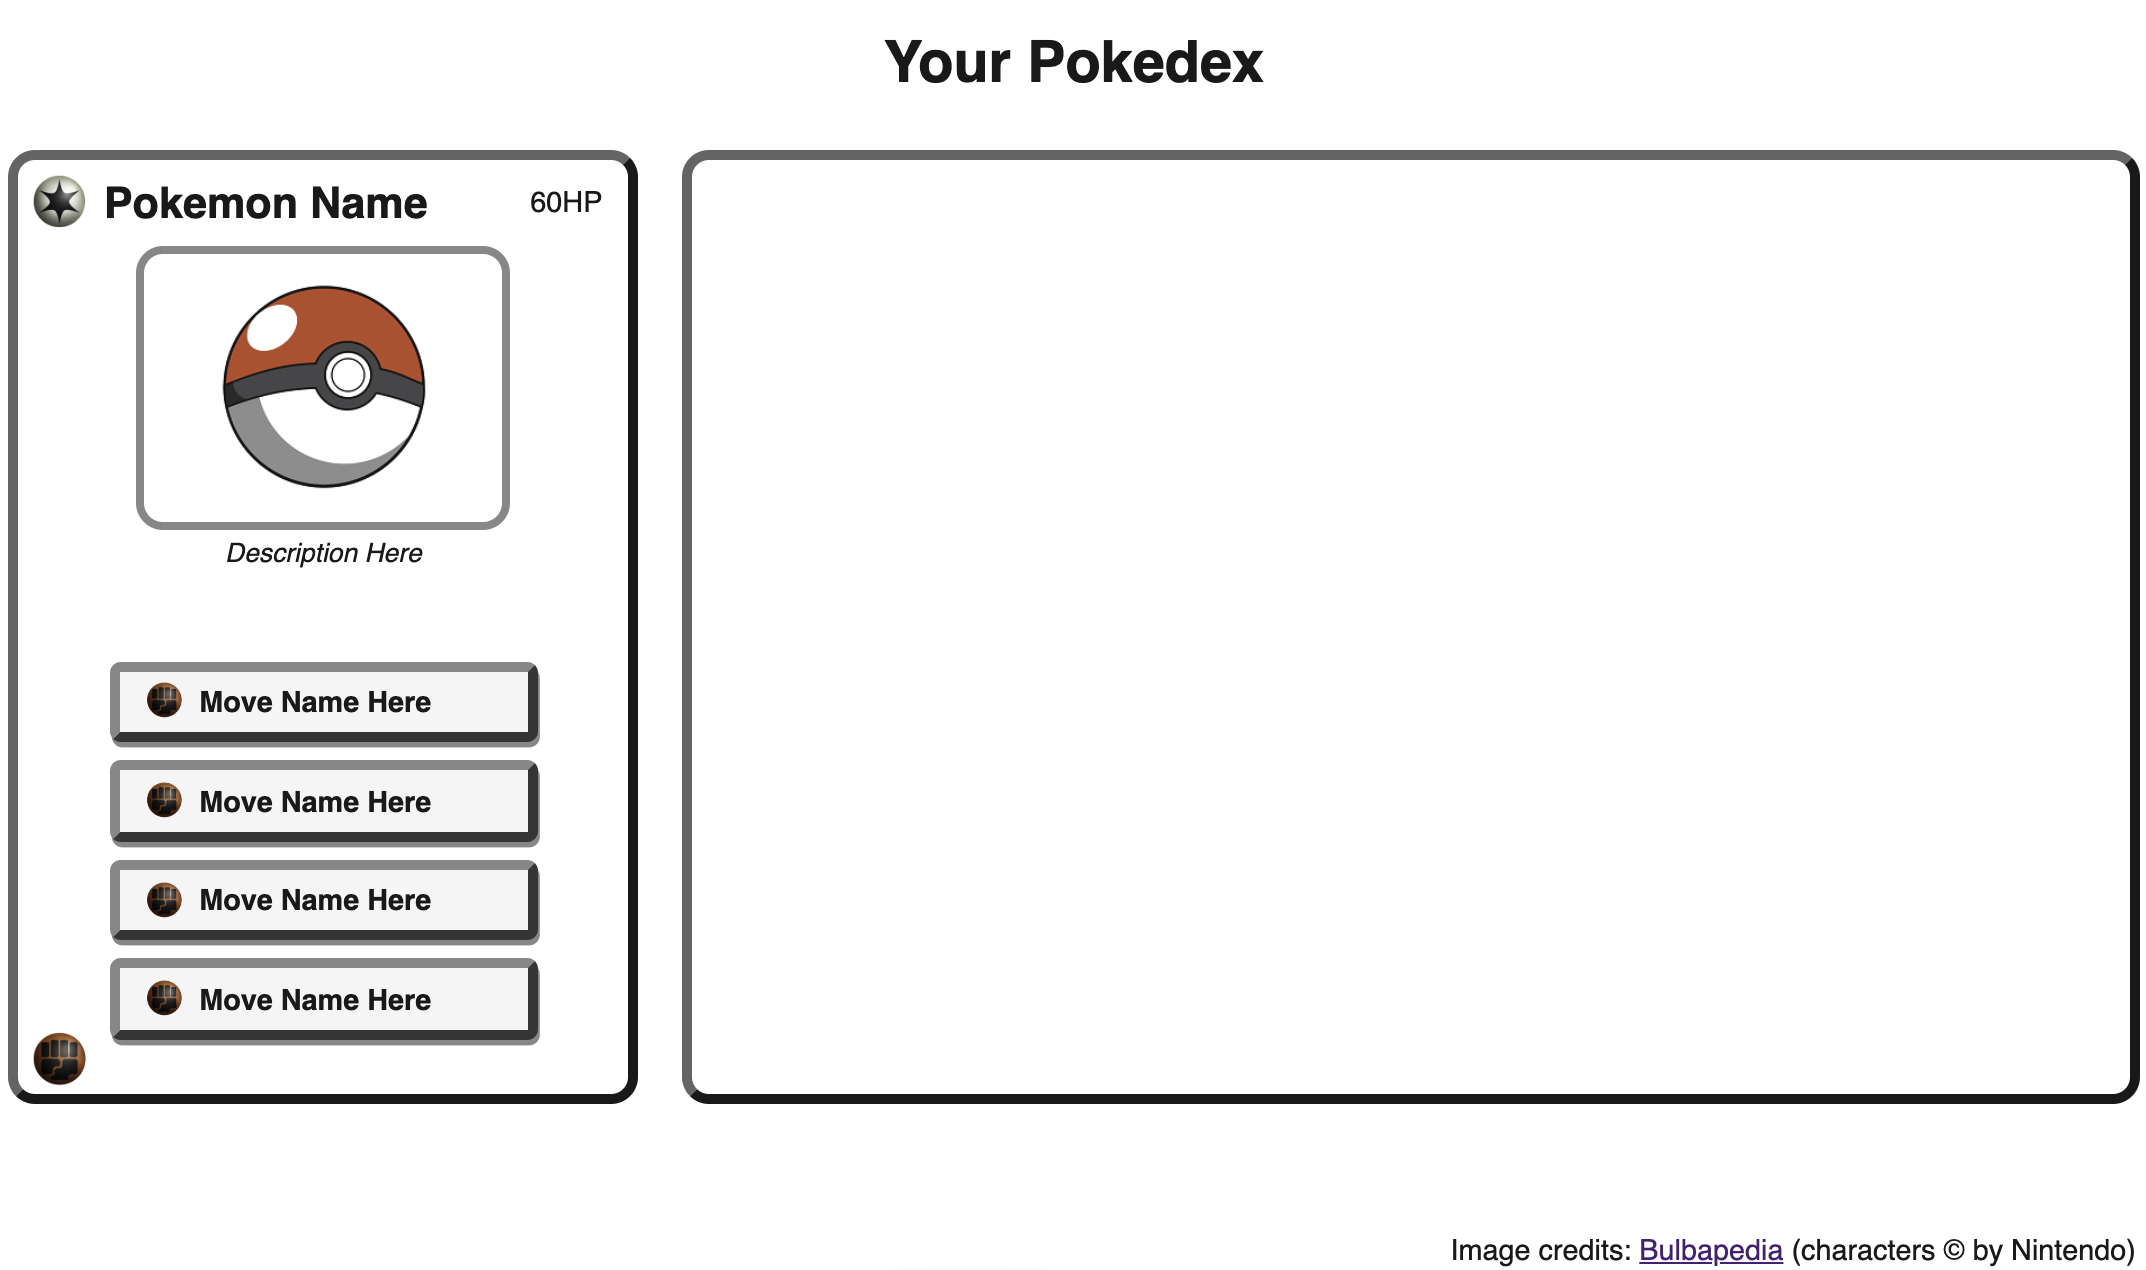 Your Pokedex
Pokemon Name
60HP
Description Here
Move Name Here
Move Name Here
Move Name Here
Move Name Here
Image credits: Bulbapedia (characters © by Nintendo)